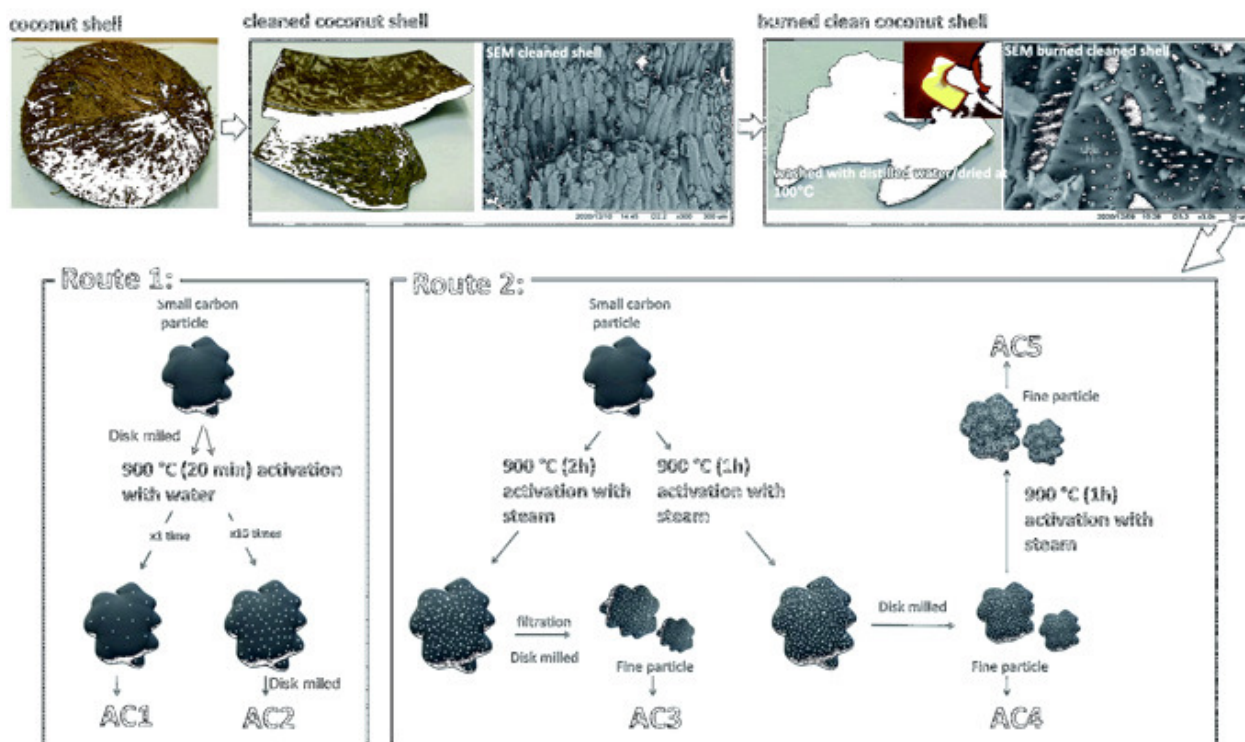 coconut shell
cleaned coconut shell
burned clean coconut shell
SEM cleaned shell
SEM burned cleaned shell
washed with distilled water/dried at
100°C
Route 1:
Small carbon
particle
Disk milled
900 °C (20 min) activation
with water
x1 time
AC1
Disk milled
AC2
Route 2:
Small carbon
particle
900 °C (2h)
activation with
steam
900 °C (1h)
activation with
steam
filtration
Disk milled
Fine particle
AC3
Disk milled
Fine particle
AC4
900 °C (1h)
activation with
steam
Fine particle
AC5